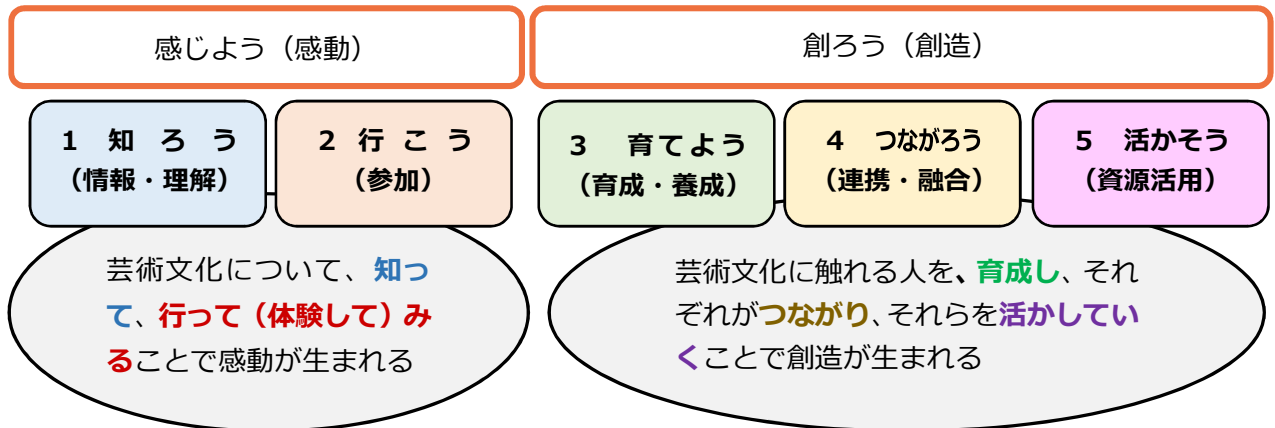 感じよう（感動）
創ろう（創造）
1　知　ろ　う
（情報・理解）
2　行　こ　う
（参加）
3　育てよう
（育成・養成）
4　つながろう
（連携・融合）
5　活かそう
（資源活用）
芸術文化について、知っ
て、行って（体験して）み
ることで感動が生まれる
芸術文化に触れる人を、育成し、それ
ぞれがつながり、それらを活かしてい
くことで創造が生まれる